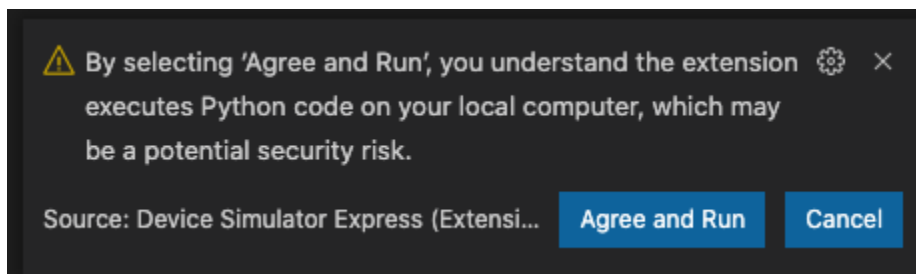 By selecting ‘Agree and Run’, you understand the extension
executes Python code on your local computer, which may
be a potential security risk.
Source: Device Simulator Express (Extensi... Agree and Run Cancel